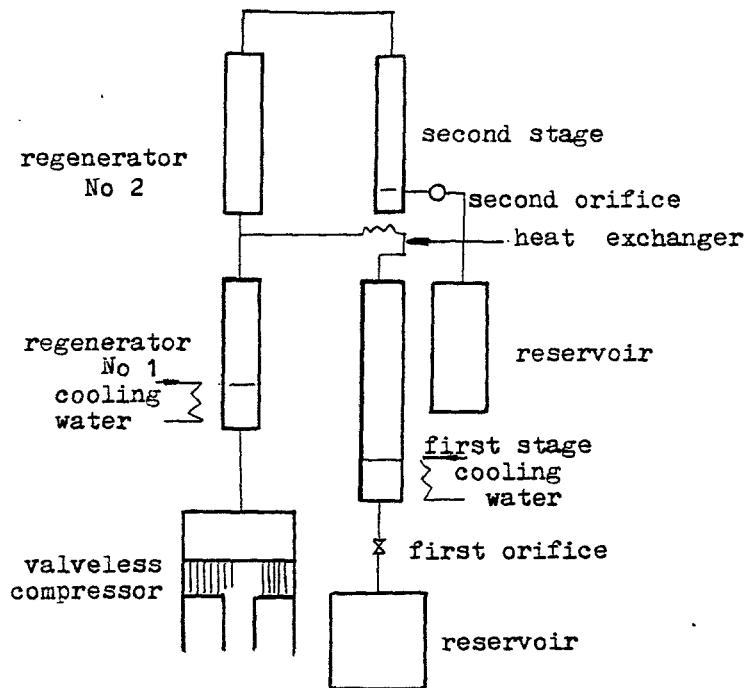 second stage
regenerator
No 2
second orifice
heat exchanger
regenerator
No 1
cooling
water
reservoir
first stage
cooling
water
first orifice
valveless
compressor
reservoir